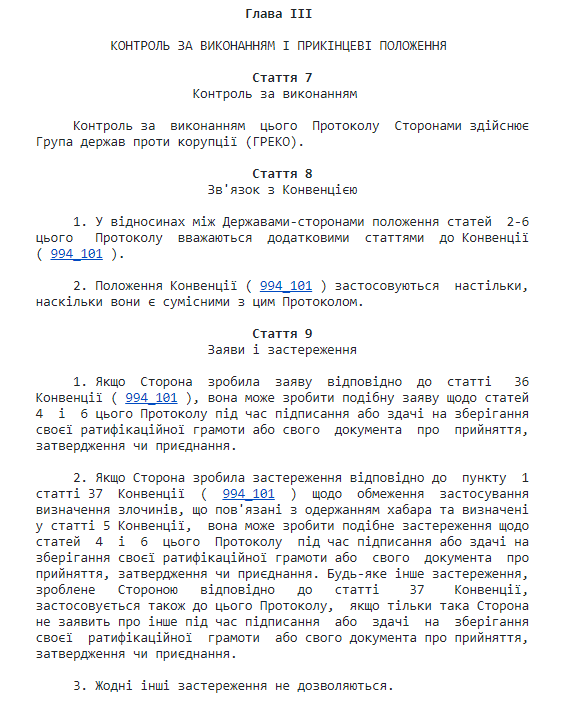 Глава III
КОНТРОЛЬ ЗА ВИКОНАННЯМ І ПРИКІНЦЕВІ ПОЛОЖЕННЯ
Стаття 7
Контроль за виконанням
Контроль за виконанням цього Протоколу Сторонами здійснює
Група держав проти корупції (ГРЕКО).
Стаття 8
Зв'язок з Конвенцією
1. У відносинах між Державами-сторонами положення статей 2-6
цього Протоколу вважаються додатковими статтями до Конвенції
( 994_101 ).
2. Положення Конвенції ( 994_101 ) застосовуються настільки,
наскільки вони є сумісними з цим Протоколом.
Стаття 9
Заяви і застереження
1. Якщо Сторона зробила заяву відповідно до статті 36
Конвенції ( 994_101 ), вона може зробити подібну заяву щодо статей
4 і 6 цього Протоколу під час підписання або здачі на зберігання
своєї ратифікаційної грамоти або свого документа про прийняття,
затвердження чи приєднання.
2. Якщо Сторона зробила застереження відповідно до пункту 1
статті 37 Конвенції ( 994_101 ) щодо обмеження застосування
визначення злочинів, що пов'язані з одержанням хабара та визначені
у статті 5 Конвенції, вона може зробити подібне застереження щодо
статей 4 і 6 цього Протоколу під час підписання або здачі на
зберігання своєї ратифікаційної грамоти або свого документа про
прийняття, затвердження чи приєднання. Будь-яке інше застереження,
зроблене Стороною відповідно до статті 37 Конвенції,
застосовується також до цього Протоколу, якщо тільки така Сторона
не заявить про інше під час підписання або здачі на зберігання
своєї ратифікаційної грамоти або свого документа про прийняття,
затвердження чи приєднання.
3. Жодні інші застереження не дозволяються.